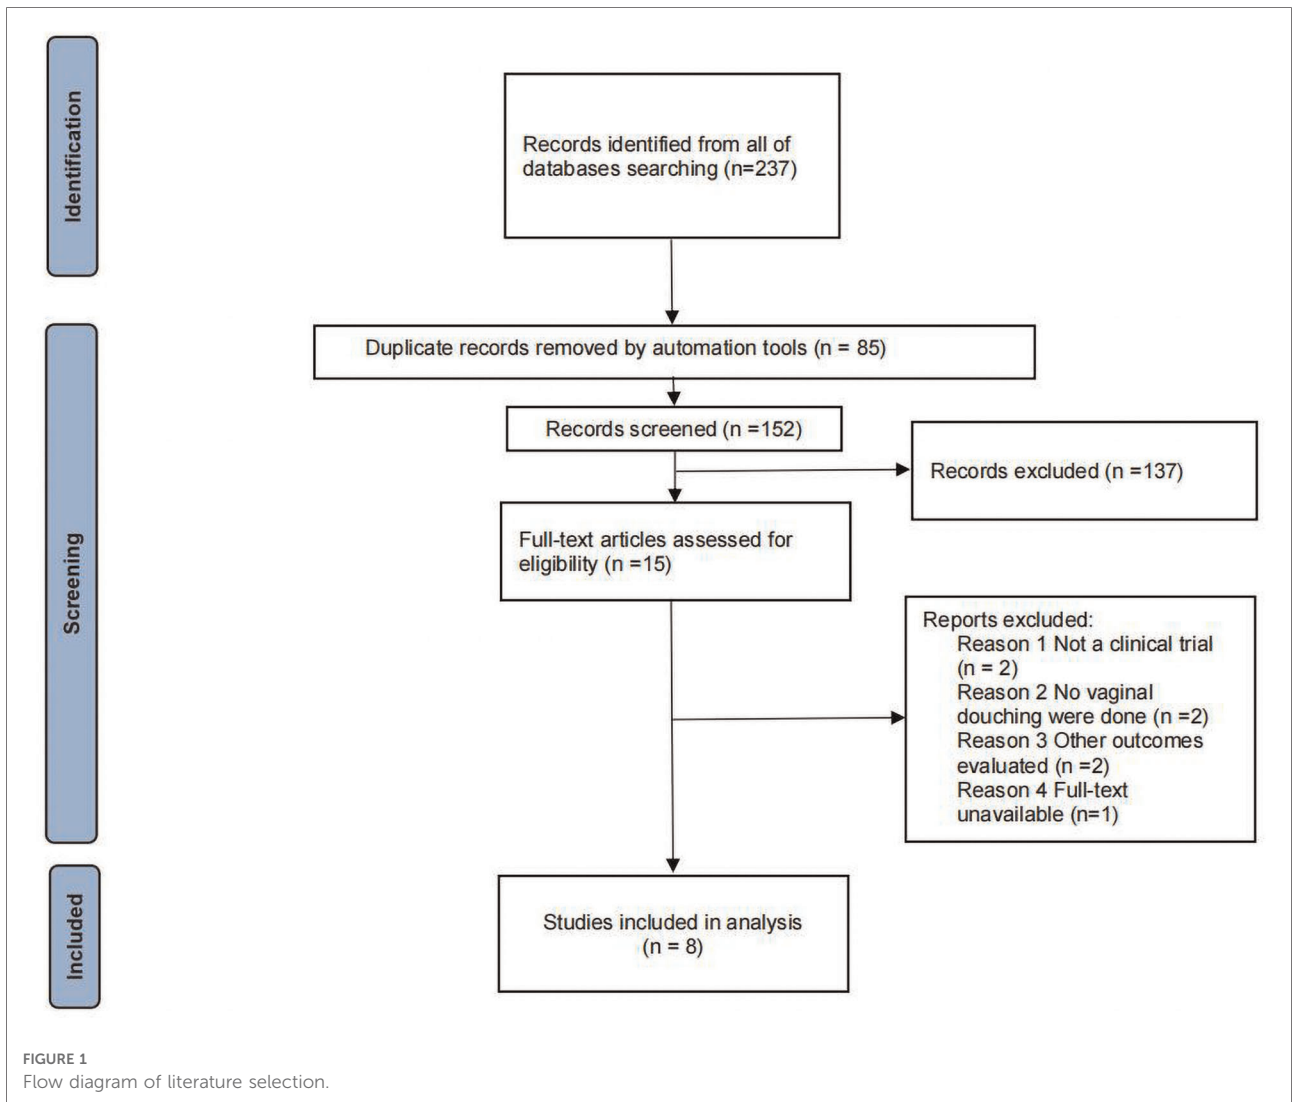 Identification
Records identified from all of
databases searching (n=237)
Duplicate records removed by automation tools (n = 85)
Records screened (n =152)
Records excluded (n =137)
Screening
Full-text articles assessed for
eligibility (n =15)
Reports excluded:
Reason 1 Not a clinical trial
(n = 2)
Reason 2 No vaginal
douching were done (n =2)
Reason 3 Other outcomes
evaluated (n =2)
Reason 4 Full-text
unavailable (n=1)
Included
Studies included in analysis
(n = 8)
FIGURE 1
Flow diagram of literature selection.